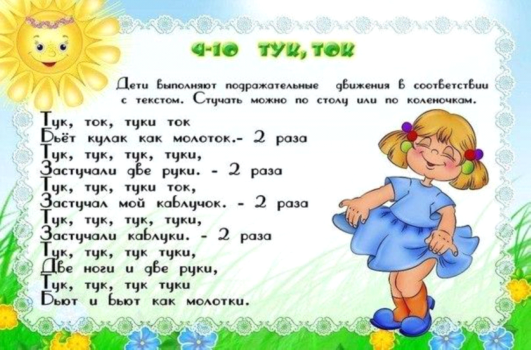 9-10 ТУК, ТОК
Дети выполняют подражательные движения в соответствии
с текстом. Стучать можно по столу или по коленочкам.
Тук, ток, туки ток
Бьёт кулак как молоток.- 2 раза
Тук, тук, тук, туки,
Застучали две руки. - 2 раза
Тук, тук, туки ток,
Застучал мой каблучок. - 2 раза
Тук, тук, тук, туки,
Застучали каблуки. - 2 раза
Тук, тук, тук туки,
Две ноги и две руки,
Тук, тук, тук туки
Бьют и бьют как молотки.